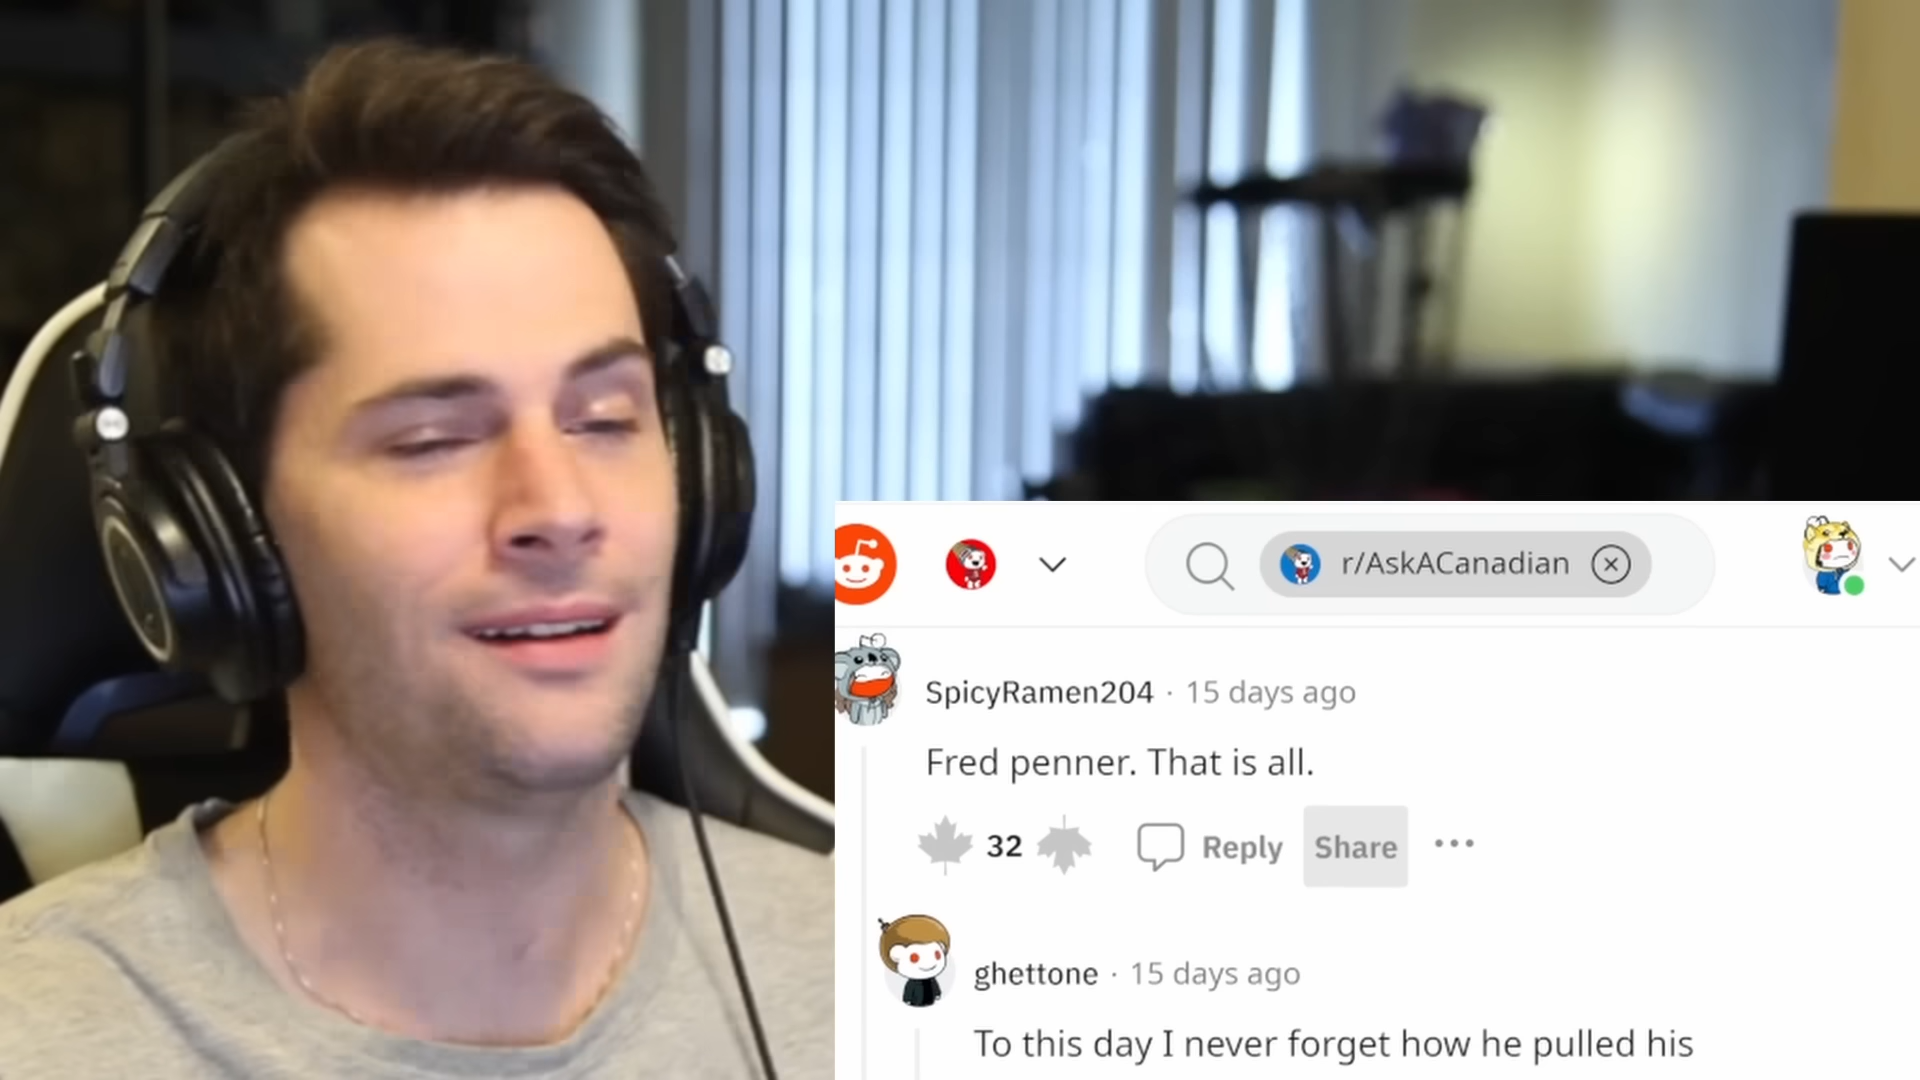 r/AskACanadian
SpicyRamen204 · 15 days ago
Fred penner. That is all.
32 Reply Share
ghettone · 15 days ago
To this day I never forget how he pulled his